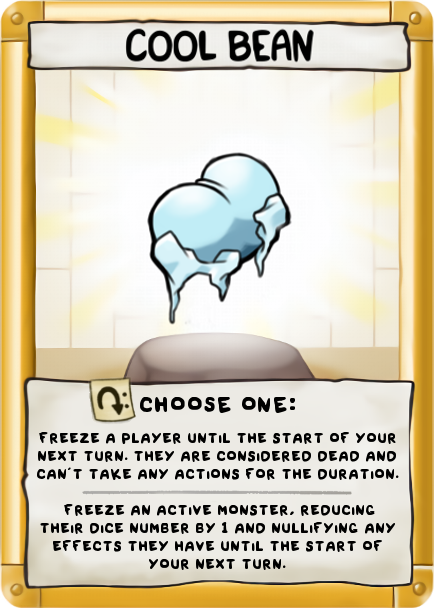 COOL BEAN
CHOOSE ONE:
FREEZE A PLAYER UNTIL THE START OF YOUR
NEXT TURN. THEY ARE CONSIDERED DEAD AND
CAN'T TAKE ANY ACTIONS FOR THE DURATION.
FREEZE AN ACTIVE MONSTER, REDUCING
THEIR DICE NUMBER BY 1 AND NULLIFYING ANY
EFFECTS THEY HAVE UNTIL THE START OF
YOUR NEXT TURN.